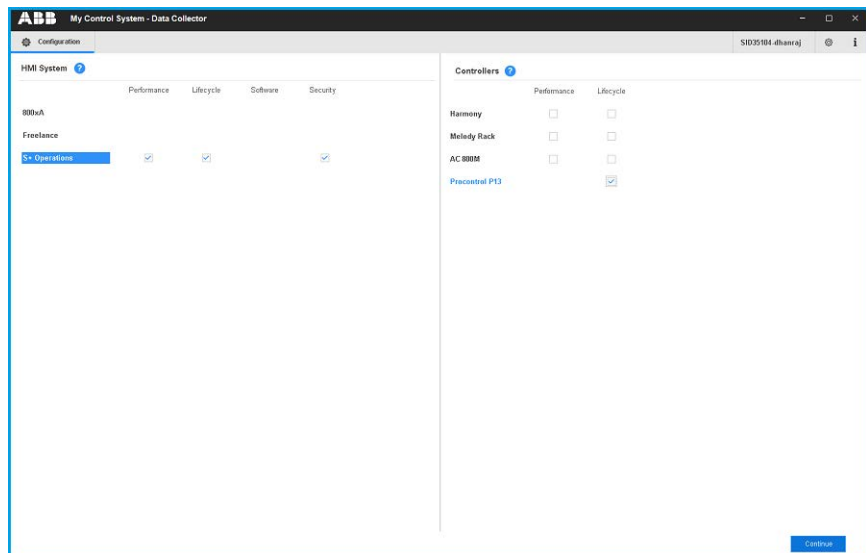 ABB My Control System - Data Collector
Configuration
SID35104-dhanraj
i
HMI System ?
Performance Lifecycle Software Security
800xA
Freelance
S+ Operations
Controllers ?
Performance Lifecycle
Harmony
Melody Rack
AC 800M
Procontrol P13
Continue